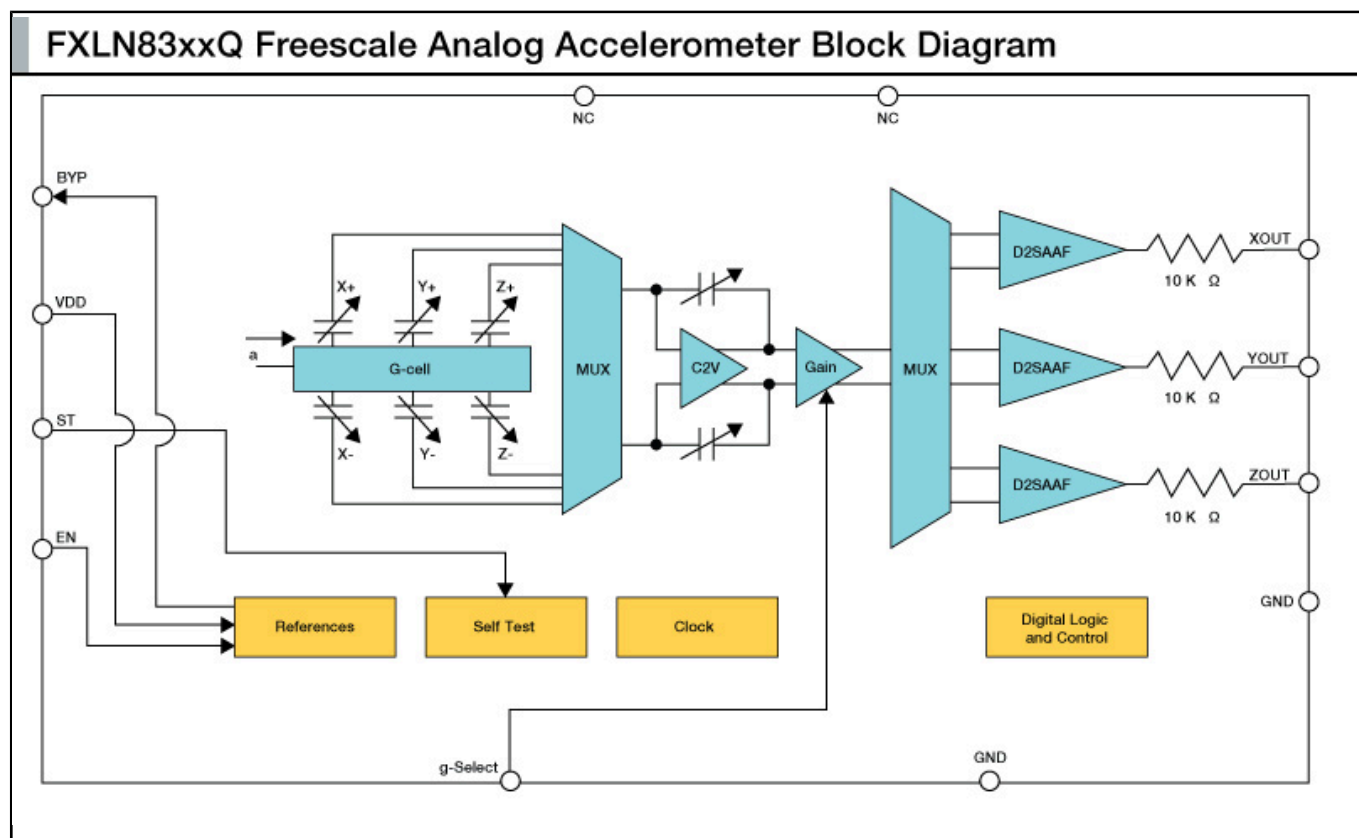 FXLN83xxQ Freescale Analog Accelerometer Block Diagram
NC
NC
BYP
VDD
ST
EN
a
X+
Y+
Z+
G-cell
X-
Y-
Z-
MUX
C2V
Gain
MUX
D2SAAF
10 K Ω
XOUT
D2SAAF
10 K Ω
YOUT
D2SAAF
10 K Ω
ZOUT
GND
References
Self Test
Clock
Digital Logic
and Control
g-Select
GND